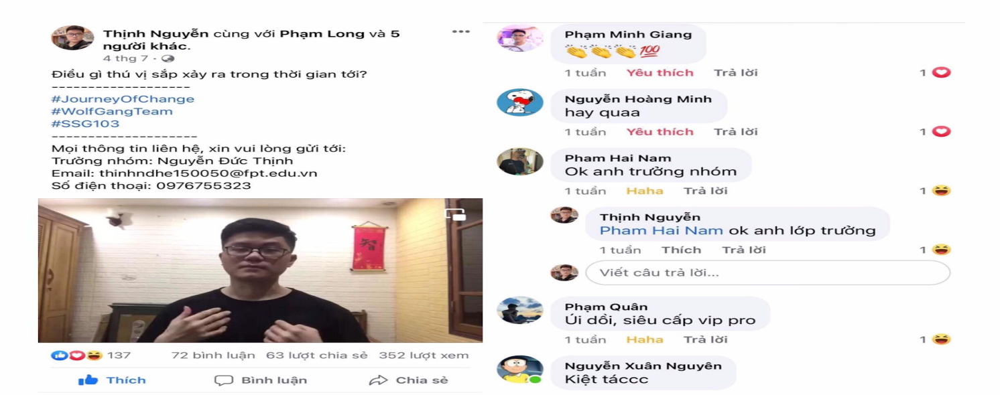 Thịnh Nguyễn cùng với Phạm Long và 5
người khác.
4 thg 7 ·
Điều gì thú vị sắp xảy ra trong thời gian tới?
-------------------
#JourneyOfChange
#WolfGangTeam
#SSG103
--------------------
Mọi thông tin liên hệ, xin vui lòng gửi tới:
Trưởng nhóm: Nguyễn Đức Thịnh
Email: thinhndhe150050@fpt.edu.vn
Số điện thoại: 0976755323
智
137 72 bình luận 63 lượt chia sẻ 352 lượt xem
Thích Bình luận Chia sẻ
Phạm Minh Giang
👏👏👏💯
1 tuần Yêu thích Trả lời 1
Nguyễn Hoàng Minh
hay quaa
1 tuần Yêu thích Trả lời 1
Pham Hai Nam
Ok anh trưởng nhóm
1 tuần Haha Trả lời 1
Thịnh Nguyễn
Pham Hai Nam ok anh lớp trưởng
1 tuần Thích Trả lời 1
Viết câu trả lời...
Phạm Quân
Úi dồi, siêu cấp vip pro
1 tuần Haha Trả lời 1
Nguyễn Xuân Nguyên
Kiệt táccc